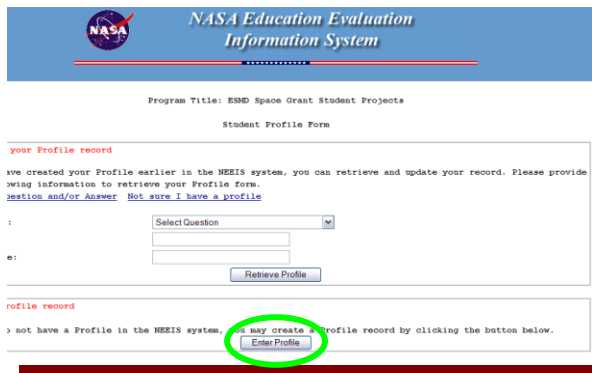 NASA
NASA Education Evaluation
Information System
Program Title: ESMD Space Grant Student Projects
Student Profile Form
your Profile record
ave created your Profile earlier in the NEEIS system, you can retrieve and update your record. Please provide
owing information to retrieve your Profile form.
estion and/or Answer Not sure I have a profile
: Select Question
e:
Retrieve Profile
rofile record
o not have a Profile in the NEEIS system, you may create a Profile record by clicking the button below.
Enter Profile